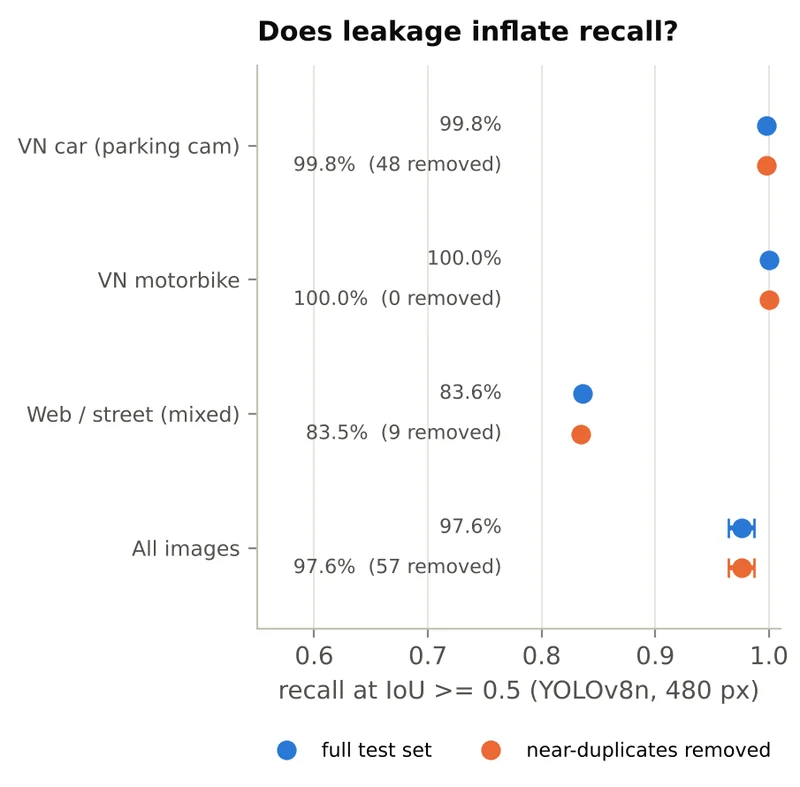 Does leakage inflate recall?
99.8%
VN car (parking cam)
99.8% (48 removed)
100.0%
VN motorbike
100.0% (0 removed)
83.6%
Web / street (mixed)
83.5% (9 removed)
97.6%
All images
97.6% (57 removed)
0.6 0.7 0.8 0.9 1.0
recall at IoU >= 0.5 (YOLOv8n, 480 px)
full test set near-duplicates removed